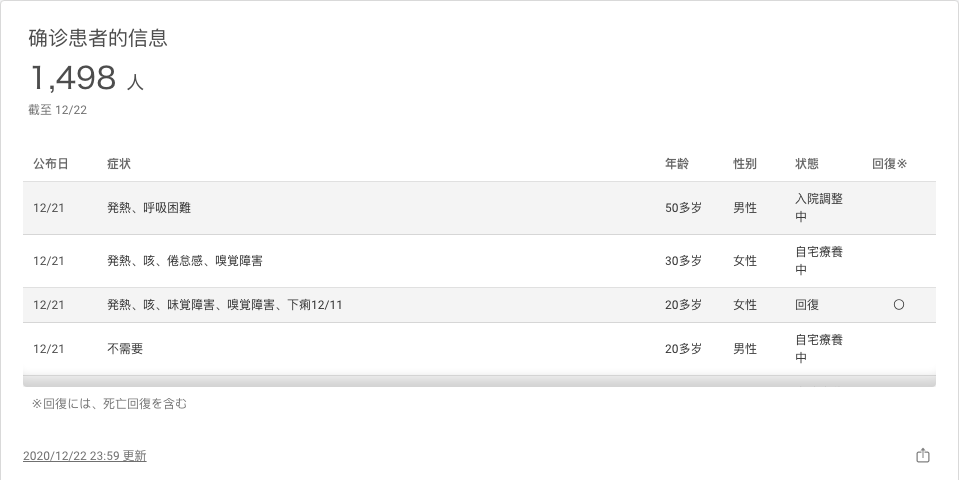 确诊患者的信息
1,498 人
截至 12/22
公布日 症状 年龄 性别 状態 回復※
12/21 発熱、呼吸困難 50多岁 男性 入院調整
中
12/21 発熱、咳、倦怠感、嗅覚障害 30多岁 女性 自宅療養
中
12/21 発熱、咳、味覚障害、嗅覚障害、下痢12/11 20多岁 女性 回復 〇
12/21 不需要 20多岁 男性 自宅療養
中
※回復には、死亡回復を含む
2020/12/22 23:59 更新